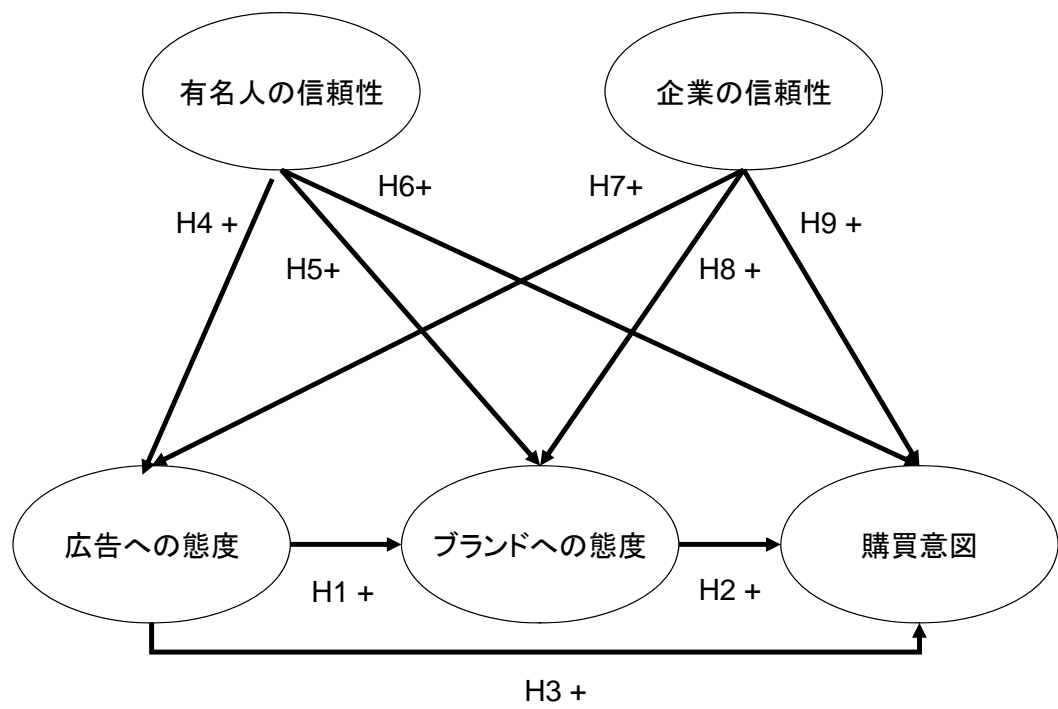 有名人の信頼性
企業の信頼性
H4 +
H6+
H7+
H9 +
H5+
H8 +
広告への態度
ブランドへの態度
購買意図
H1 +
H2 +
H3 +